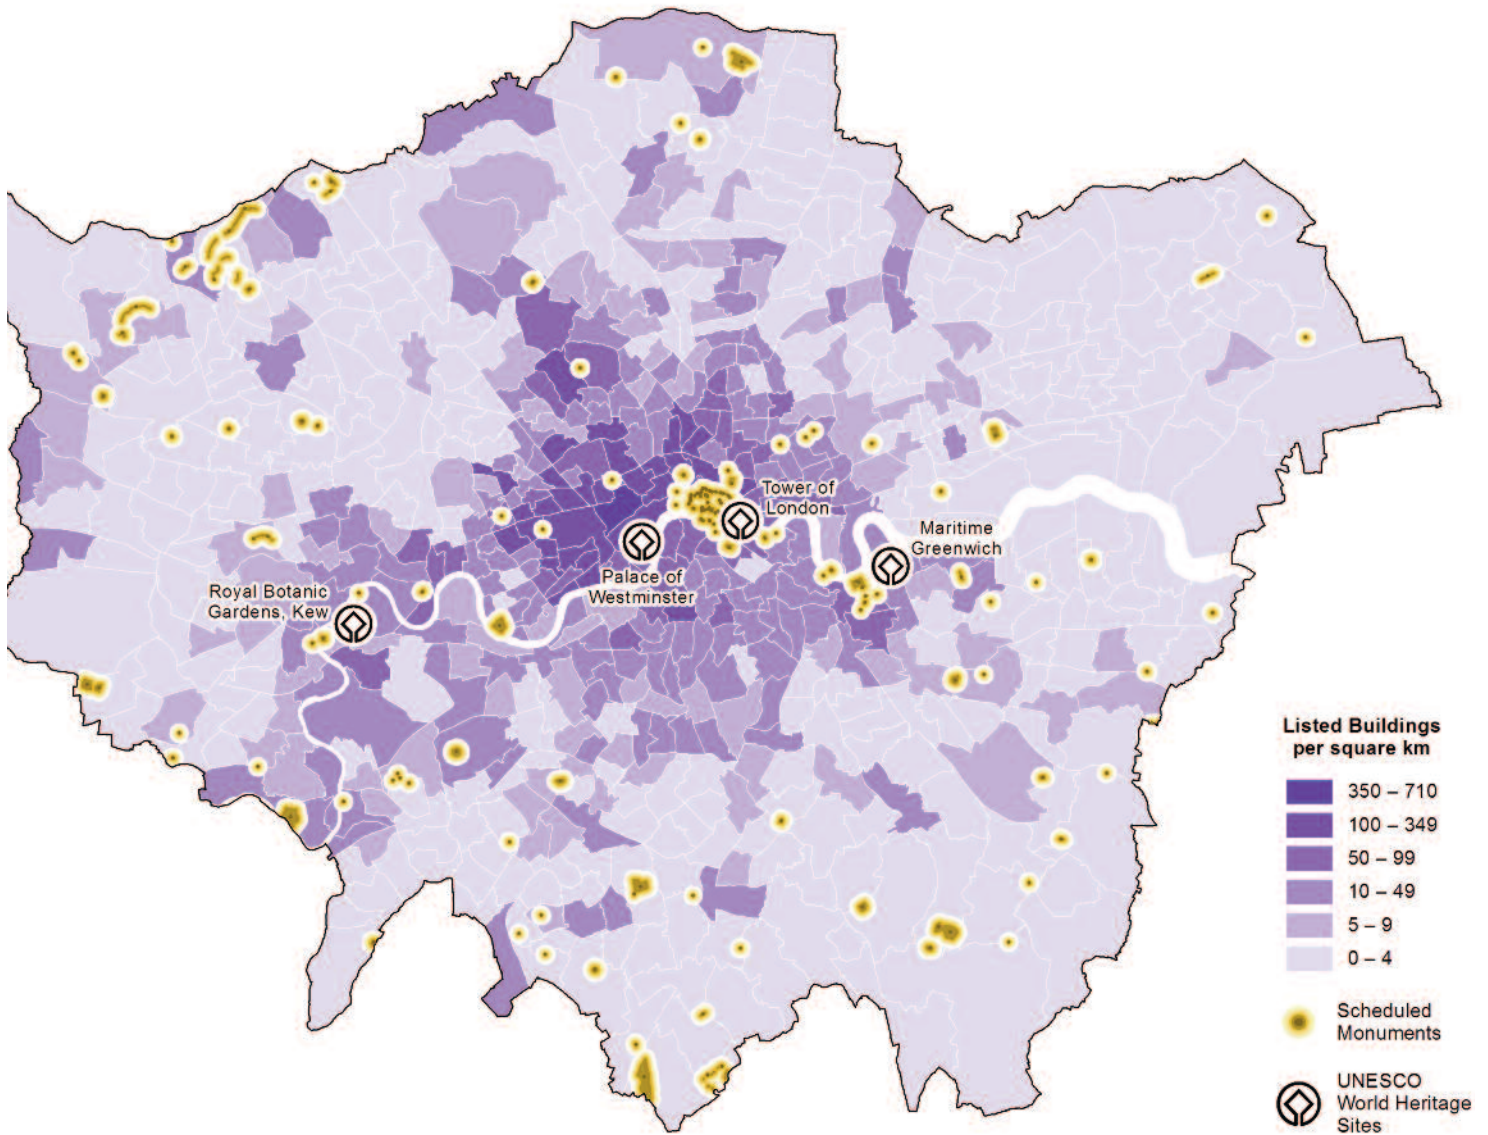 Tower of
London
Maritime
Greenwich
Palace of
Westminster
Royal Botanic
Gardens, Kew
Listed Buildings
per square km
350 – 710
100 – 349
50 – 99
10 – 49
5 – 9
0 – 4
Scheduled
Monuments
UNESCO
World Heritage
Sites